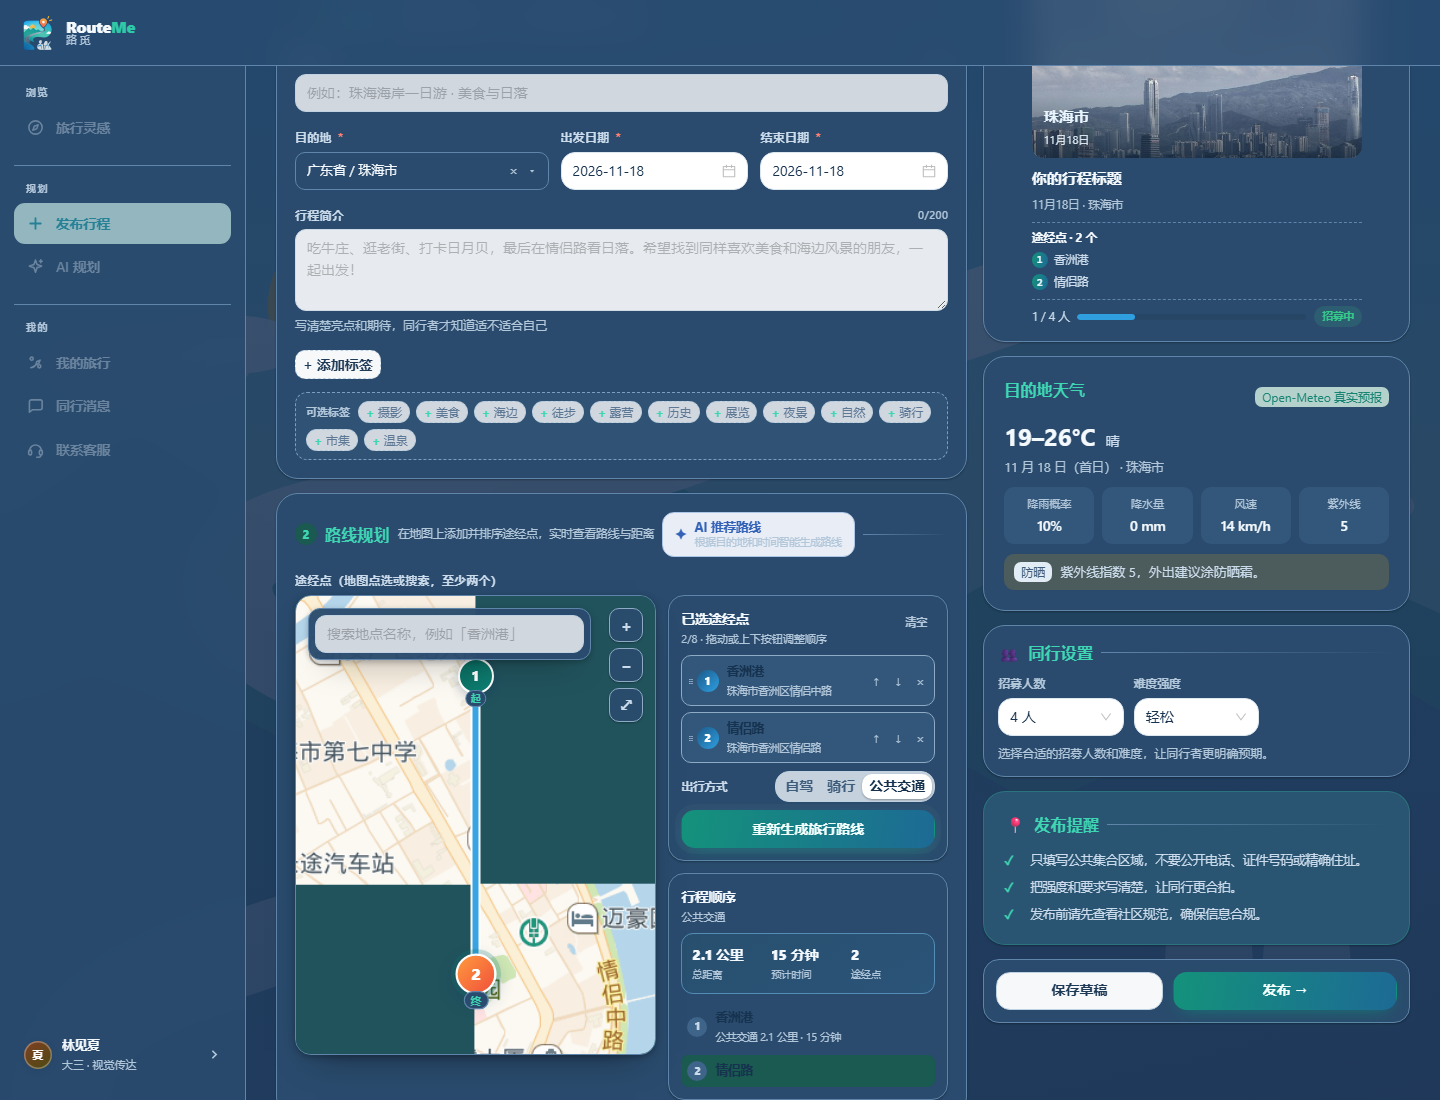 RouteMe
路觅
浏览
旅行灵感
规划
发布行程
AI 规划
我的
我的旅行
同行消息
联系客服
夏
林见夏
大三 · 视觉传达
例如：珠海海岸一日游 · 美食与日落
目的地 *
出发日期 *
结束日期 *
广东省 / 珠海市
2026-11-18
2026-11-18
行程简介
0/200
吃牛庄、逛老街、打卡日月贝，最后在情侣路看日落。希望找到同样喜欢美食和海边风景的朋友，一
起出发！
写清楚亮点和期待，同行者才知道适不适合自己
+ 添加标签
可选标签
+ 摄影
+ 美食
+ 海边
+ 徒步
+ 露营
+ 历史
+ 展览
+ 夜景
+ 自然
+ 骑行
+ 市集
+ 温泉
2 路线规划
在地图上添加并排序途经点，实时查看路线与距离
AI 推荐路线
根据目的地和时间智能生成路线
途经点（地图点选或搜索，至少两个）
搜索地点名称，例如「香洲港」
+
−
1
起
市第七中学
途汽车站
迈豪
情侣中路
2
终
已选途经点
清空
2/8 · 拖动或上下按钮调整顺序
1
香洲港
珠海市香洲区情侣中路
↑ ↓ ×
2
情侣路
珠海市香洲区情侣路
↑ ↓ ×
出行方式
自驾
骑行
公共交通
重新生成旅行路线
行程顺序
公共交通
2.1 公里
15 分钟
2
总距离
预计时间
途经点
1
香洲港
公共交通 2.1 公里 · 15 分钟
2
情侣路
珠海市
11月18日
你的行程标题
11月18日 · 珠海市
途经点 · 2 个
1 香洲港
2 情侣路
1 / 4 人
招募中
目的地天气
Open-Meteo 真实预报
19–26°C 晴
11 月 18 日（首日） · 珠海市
降雨概率
10%
降水量
0 mm
风速
14 km/h
紫外线
5
防晒
紫外线指数 5，外出建议涂防晒霜。
同行设置
招募人数
难度强度
4 人
轻松
选择合适的招募人数和难度，让同行者更明确预期。
发布提醒
✓ 只填写公共集合区域，不要公开电话、证件号码或精确住址。
✓ 把强度和要求写清楚，让同行更合拍。
✓ 发布前请先查看社区规范，确保信息合规。
保存草稿
发布 →